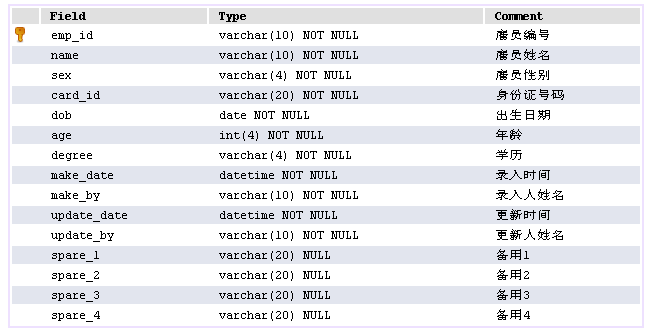 Field Type Comment
emp_id varchar(10) NOT NULL 雇员编号
name varchar(10) NOT NULL 雇员姓名
sex varchar(4) NOT NULL 雇员性别
card_id varchar(20) NOT NULL 身份证号码
dob date NOT NULL 出生日期
age int(4) NOT NULL 年龄
degree varchar(4) NOT NULL 学历
make_date datetime NOT NULL 录入时间
make_by varchar(10) NOT NULL 录入人姓名
update_date datetime NOT NULL 更新时间
update_by varchar(10) NOT NULL 更新人姓名
spare_1 varchar(20) NULL 备用1
spare_2 varchar(20) NULL 备用2
spare_3 varchar(20) NULL 备用3
spare_4 varchar(20) NULL 备用4